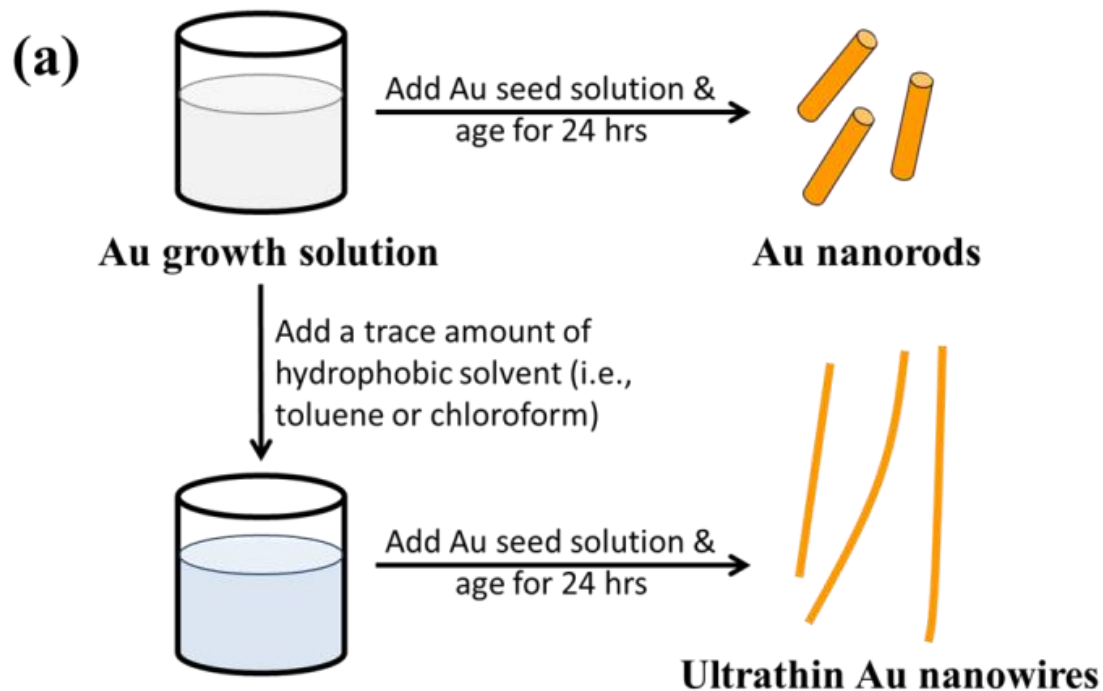 (a)
Add Au seed solution &
age for 24 hrs
Au growth solution
Au nanorods
Add a trace amount of
hydrophobic solvent (i.e.,
toluene or chloroform)
Add Au seed solution &
age for 24 hrs
Ultrathin Au nanowires